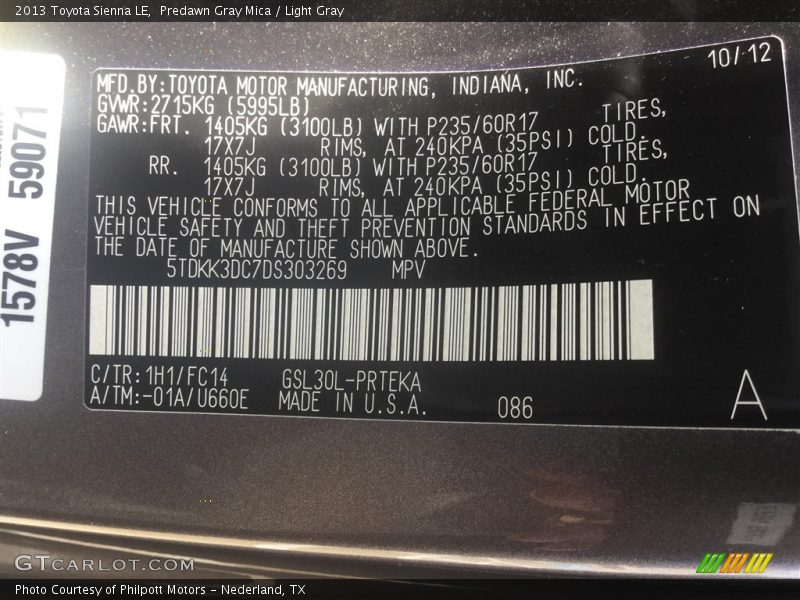 2013 Toyota Sienna LE, Predawn Gray Mica / Light Gray
10/12
MFD.BY:TOYOTA MOTOR MANUFACTURING, INDIANA, INC.
GVWR:2715KG (5995LB)
GAWR:FRT. 1405KG (3100LB) WITH P235/60R17 TIRES,
17X7J RIMS, AT 240KPA (35PSI) COLD.
RR. 1405KG (3100LB) WITH P235/60R17 TIRES,
17X7J RIMS, AT 240KPA (35PSI) COLD.
THIS VEHICLE CONFORMS TO ALL APPLICABLE FEDERAL MOTOR
VEHICLE SAFETY AND THEFT PREVENTION STANDARDS IN EFFECT ON
THE DATE OF MANUFACTURE SHOWN ABOVE.
5TDKK3DC7DS303269 MPV
C/TR:1H1/FC14 GSL30L-PRTEKA
A/TM:-01A/U660E MADE IN U.S.A. 086
A
1578V 59071
GTCARLOT.COM
Photo Courtesy of Philpott Motors - Nederland, TX